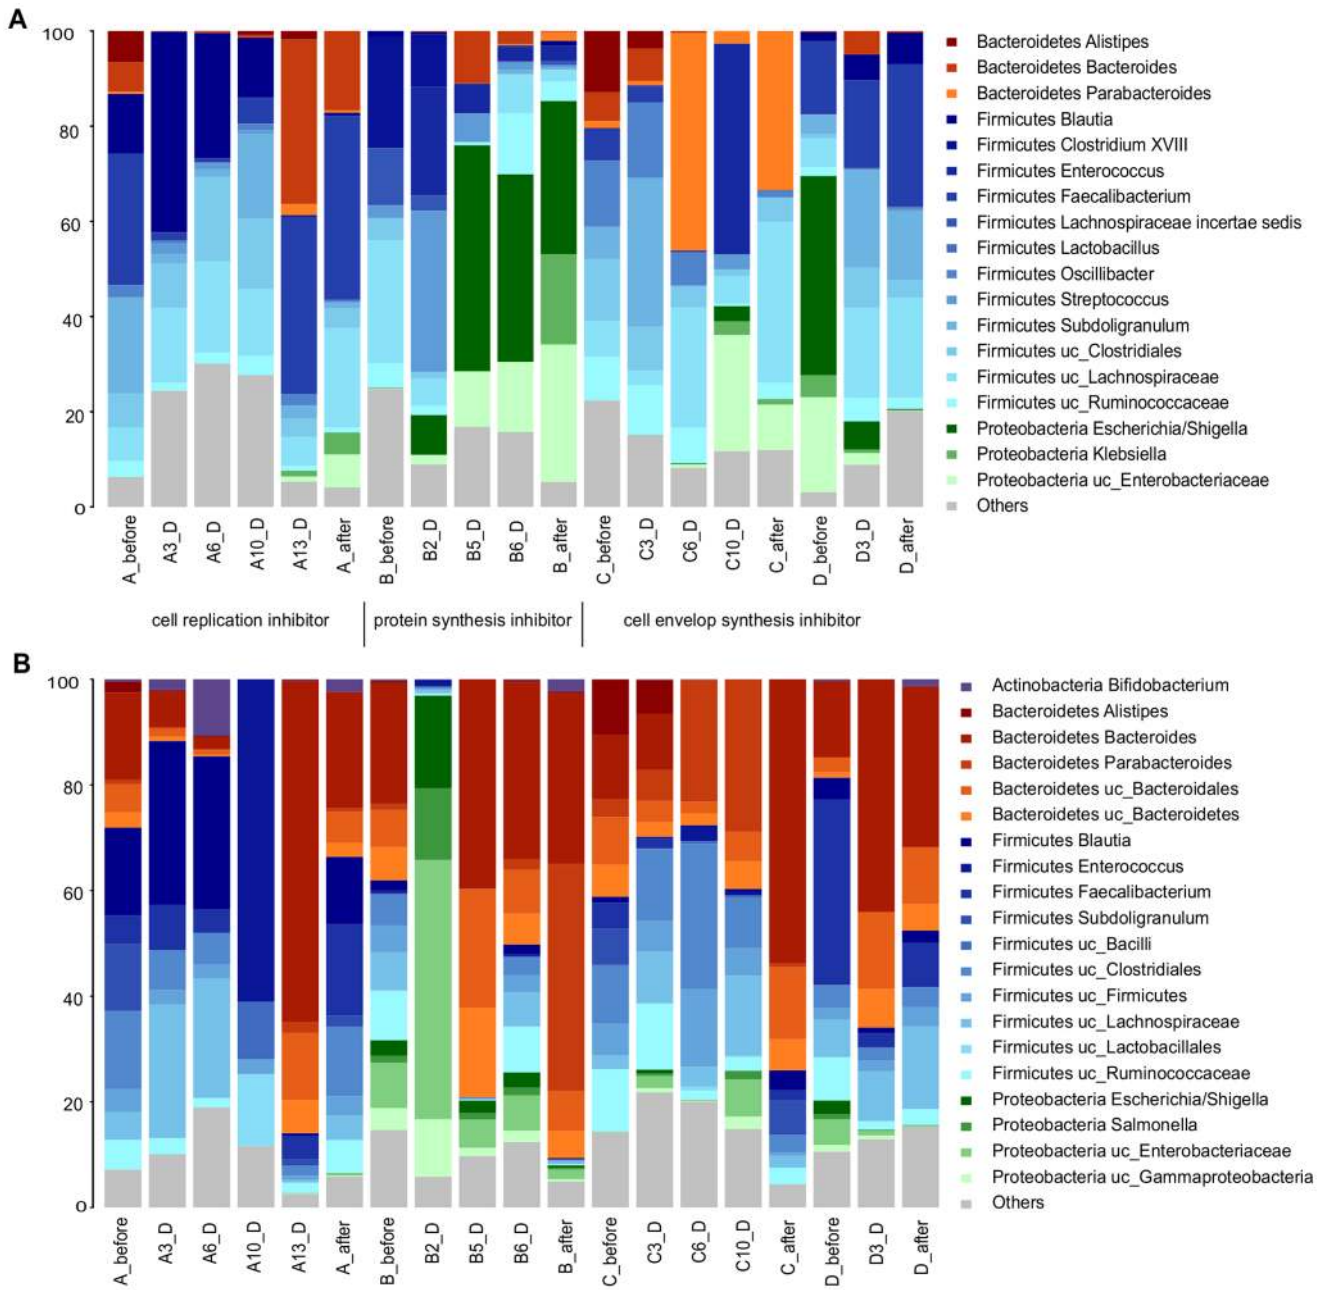 A
100
80
60
40
20
0
A_before
A3_D
A6_D
A10_D
A13_D
A_after
B_before
B2_D
B5_D
B6_D
B_after
C_before
C3_D
C6_D
C10_D
C_after
D_before
D3_D
D_after
cell replication inhibitor
protein synthesis inhibitor
cell envelop synthesis inhibitor
Bacteroidetes Alistipes
Bacteroidetes Bacteroides
Bacteroidetes Parabacteroides
Firmicutes Blautia
Firmicutes Clostridium XVIII
Firmicutes Enterococcus
Firmicutes Faecalibacterium
Firmicutes Lachnospiraceae incertae sedis
Firmicutes Lactobacillus
Firmicutes Oscillibacter
Firmicutes Streptococcus
Firmicutes Subdoligranulum
Firmicutes uc_Clostridiales
Firmicutes uc_Lachnospiraceae
Firmicutes uc_Ruminococcaceae
Proteobacteria Escherichia/Shigella
Proteobacteria Klebsiella
Proteobacteria uc_Enterobacteriaceae
Others
B
100
80
60
40
20
0
A_before
A3_D
A6_D
A10_D
A13_D
A_after
B_before
B2_D
B5_D
B6_D
B_after
C_before
C3_D
C6_D
C10_D
C_after
D_before
D3_D
D_after
Actinobacteria Bifidobacterium
Bacteroidetes Alistipes
Bacteroidetes Bacteroides
Bacteroidetes Parabacteroides
Bacteroidetes uc_Bacteroidales
Bacteroidetes uc_Bacteroidetes
Firmicutes Blautia
Firmicutes Enterococcus
Firmicutes Faecalibacterium
Firmicutes Subdoligranulum
Firmicutes uc_Bacilli
Firmicutes uc_Clostridiales
Firmicutes uc_Firmicutes
Firmicutes uc_Lachnospiraceae
Firmicutes uc_Lactobacillales
Firmicutes uc_Ruminococcaceae
Proteobacteria Escherichia/Shigella
Proteobacteria Salmonella
Proteobacteria uc_Enterobacteriaceae
Proteobacteria uc_Gammaproteobacteria
Others